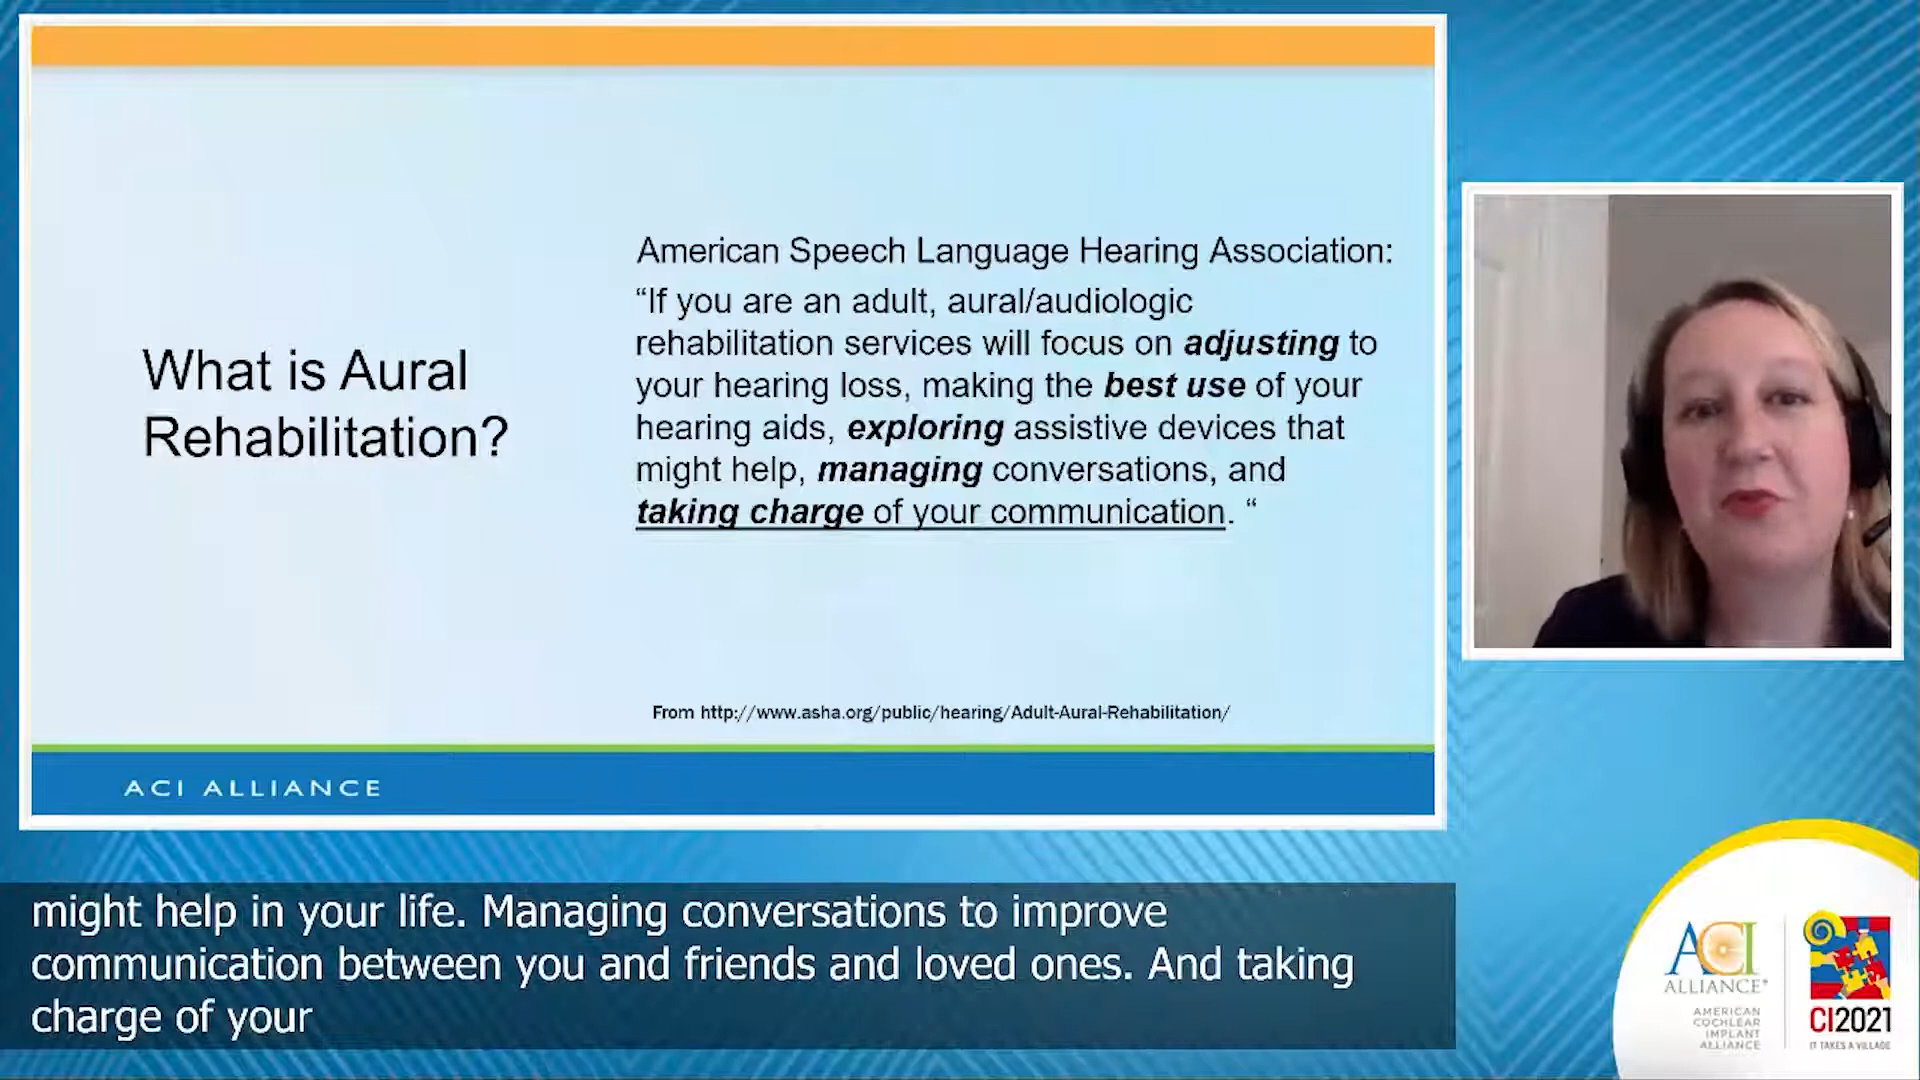 What is Aural
Rehabilitation?
American Speech Language Hearing Association:
“If you are an adult, aural/audiologic
rehabilitation services will focus on adjusting to
your hearing loss, making the best use of your
hearing aids, exploring assistive devices that
might help, managing conversations, and
taking charge of your communication. “
From http://www.asha.org/public/hearing/Adult-Aural-Rehabilitation/
ACI ALLIANCE
might help in your life. Managing conversations to improve
communication between you and friends and loved ones. And taking
charge of your
ACI
ALLIANCE®
AMERICAN
COCHLEAR
IMPLANT
ALLIANCE
CI2021
IT TAKES A VILLAGE